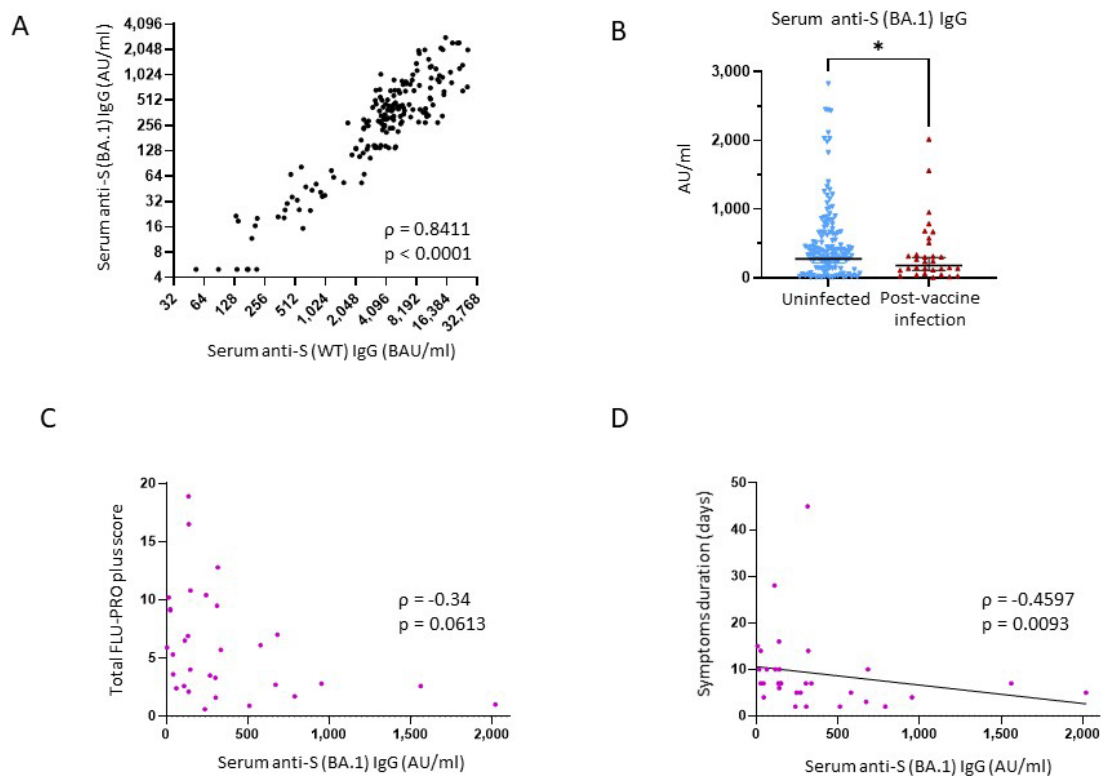 A
Serum anti-S (BA.1) IgG (AU/ml)
4,096
2,048
1,024
512
256
128
64
32
16
8
4
ρ = 0.8411
p < 0.0001
32
64
128
256
512
1,024
2,048
4,096
8,192
16,384
32,768
Serum anti-S (WT) IgG (BAU/ml)
B
Serum anti-S (BA.1) IgG
*
AU/ml
3,000
2,000
1,000
0
Uninfected
Post-vaccine
infection
C
Total FLU-PRO plus score
20
15
10
5
0
ρ = -0.34
p = 0.0613
0
500
1,000
1,500
2,000
Serum anti-S (BA.1) IgG (AU/ml)
D
Symptoms duration (days)
50
40
30
20
10
0
ρ = -0.4597
p = 0.0093
0
500
1,000
1,500
2,000
Serum anti-S (BA.1) IgG (AU/ml)